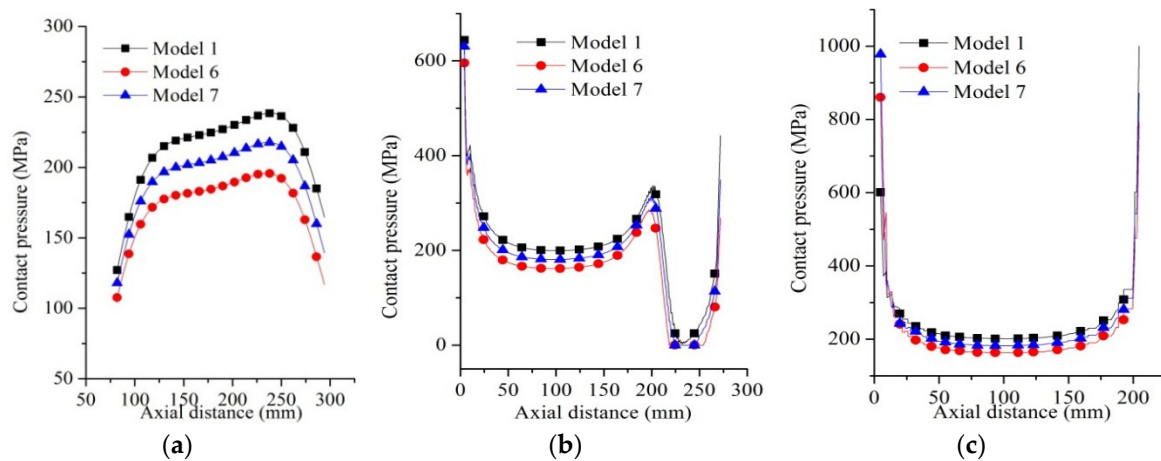 300
250
200
150
100
50
Contact pressure (MPa)
Model 1
Model 6
Model 7
50 100 150 200 250 300
Axial distance (mm)
(a)
600
400
200
0
Contact pressure (MPa)
Model 1
Model 6
Model 7
0 50 100 150 200 250 300
Axial distance (mm)
(b)
1000
800
600
400
200
Contact pressure (MPa)
Model 1
Model 6
Model 7
0 50 100 150 200
Axial distance (mm)
(c)